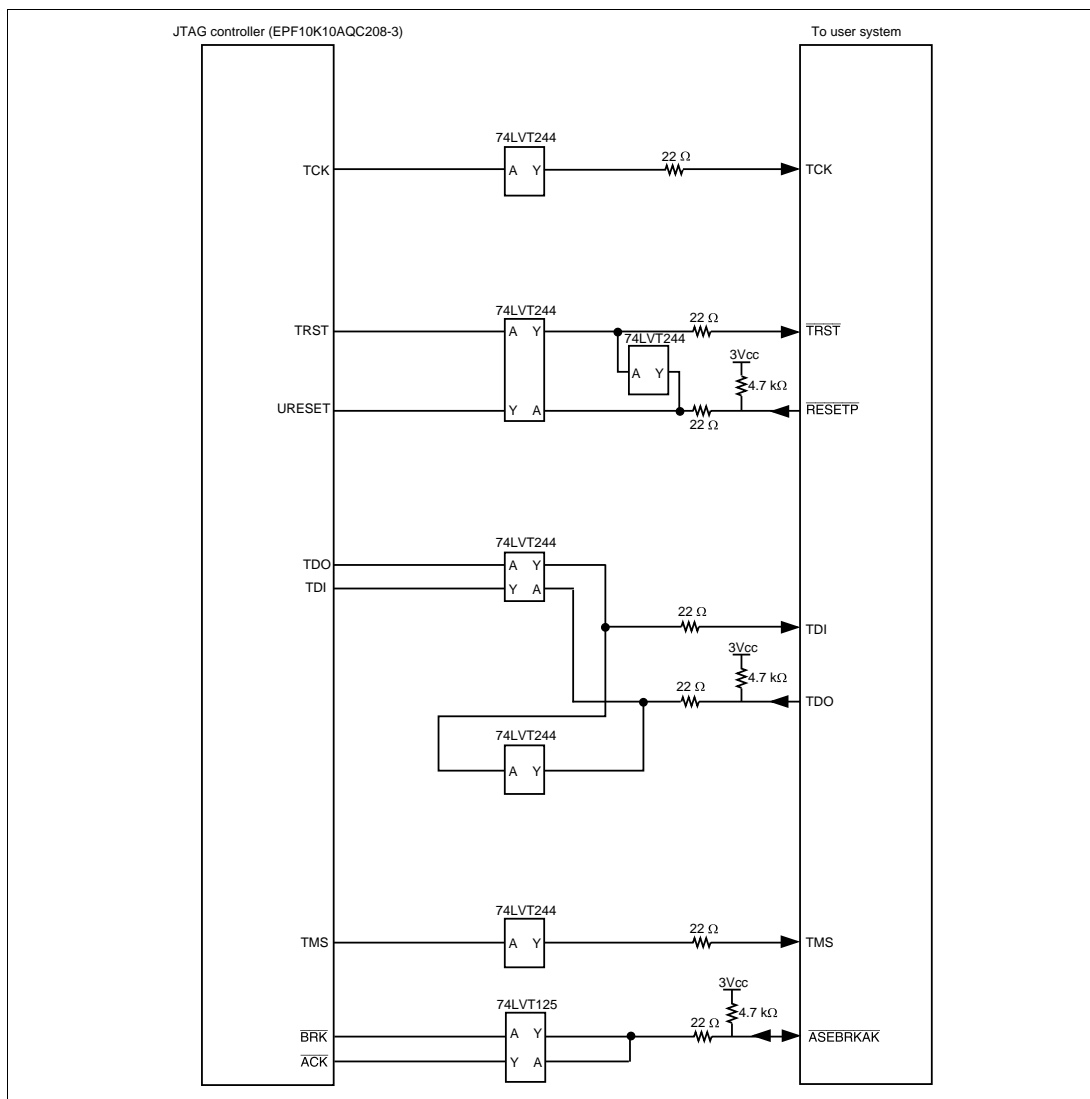 JTAG controller (EPF10K10AQC208-3)
To user system
74LVT244
TCK
A Y
22 Ω
TCK
74LVT244
TRST
A Y
22 Ω
TRST
74LVT244
A Y
3Vcc
4.7 kΩ
URESET
Y A
22 Ω
RESETP
74LVT244
TDO
A Y
TDI
Y A
22 Ω
TDI
3Vcc
4.7 kΩ
22 Ω
TDO
74LVT244
A Y
74LVT244
TMS
A Y
22 Ω
TMS
74LVT125
3Vcc
4.7 kΩ
BRK
A Y
22 Ω
ASEBRKAK
ACK
Y A